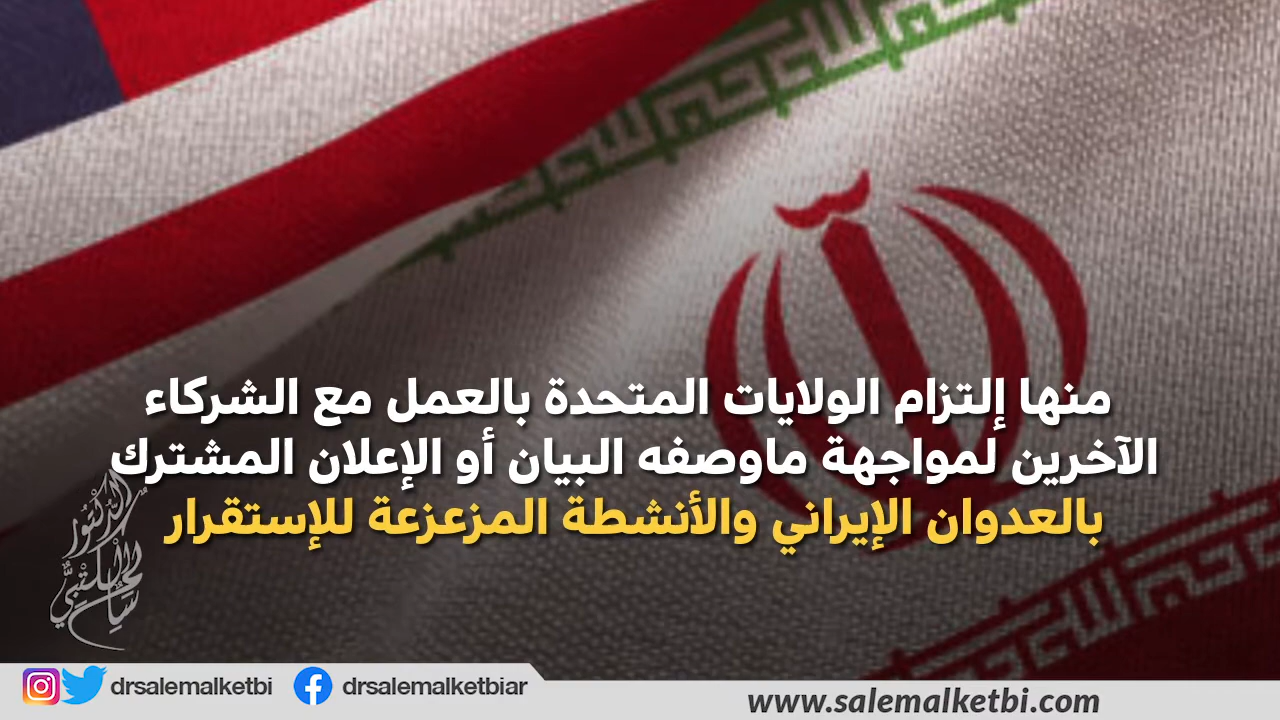 منها إلتزام الولايات المتحدة بالعمل مع الشركاء
الآخرين لمواجهة ماوصفه البيان أو الإعلان المشترك
بالعدوان الإيراني والأنشطة المزعزعة للإستقرار
drsalemalketbi
drsalemalketbiar
www.salemalketbi.com